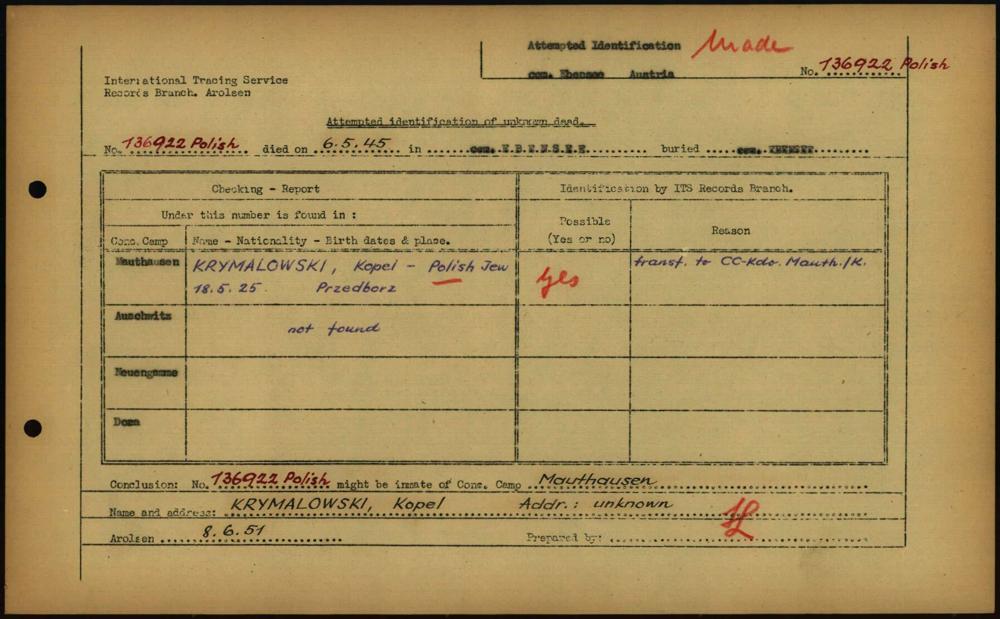 Attempted Identification Made
cem. Ebensee Austria
No. 136922 Polish
International Tracing Service
Records Branch. Arolsen
Attempted identification of unknown dead.
No. 136922 Polish died on 6.5.45 in cem. E.B.E.N.S.E.E. buried cem. EBENSEE
Checking - Report
Identification by ITS Records Branch.
Under this number is found in :
Possible
(Yes or no)
Reason
Conc. Camp
Name - Nationality - Birth dates & place.
Mauthausen KRYMALOWSKI, Kopel - Polish Jew yes transf. to CC-Kdo. Mauth./K.
18.5.25 Przedborz
Auschwitz
not found
Neuengamme
Dora
Conclusion: No. 136922 Polish might be inmate of Conc. Camp Mauthausen
Name and address: KRYMALOWSKI, Kopel Addr.: unknown
Arolsen 8.6.51 Prepared by: